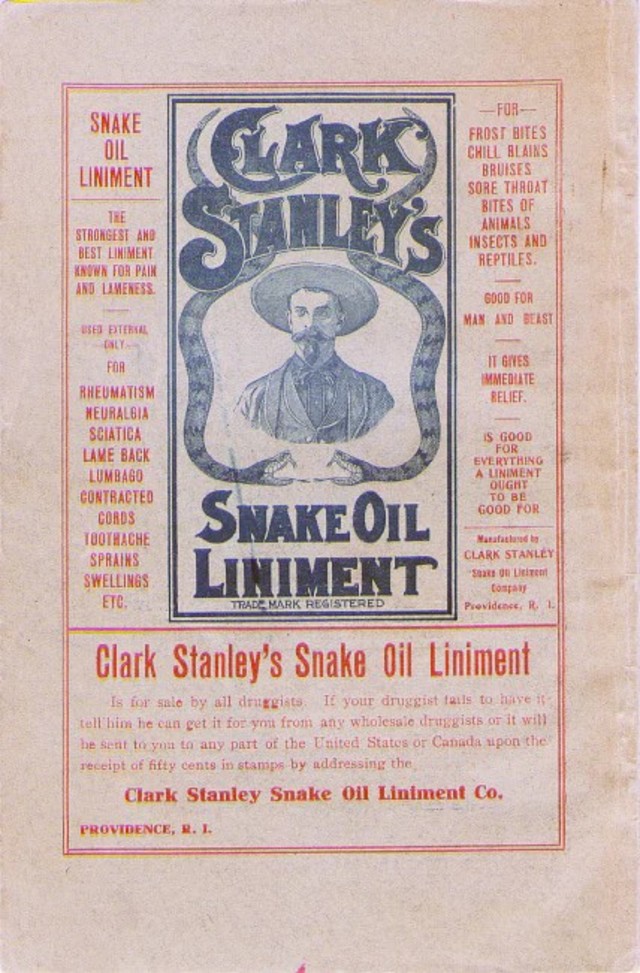 SNAKE
OIL
LINIMENT
THE
STRONGEST AND
BEST LINIMENT
KNOWN FOR PAIN
AND LAMENESS.
USED EXTERNAL
ONLY
FOR
RHEUMATISM
NEURALGIA
SCIATICA
LAME BACK
LUMBAGO
CONTRACTED
CORDS
TOOTHACHE
SPRAINS
SWELLINGS
ETC.
CLARK
STANLEY'S
SNAKE OIL
LINIMENT
TRADE MARK REGISTERED
—FOR—
FROST BITES
CHILL BLAINS
BRUISES
SORE THROAT
BITES OF
ANIMALS
INSECTS AND
REPTILES.
GOOD FOR
MAN AND BEAST
IT GIVES
IMMEDIATE
RELIEF.
IS GOOD
FOR
EVERYTHING
A LINIMENT
OUGHT
TO BE
GOOD FOR
Manufactured by
CLARK STANLEY
Snake Oil Liniment
Company
Providence, R. I.
Clark Stanley's Snake Oil Liniment
Is for sale by all druggists. If your druggist fails to have it
tell him he can get it for you from any wholesale druggists or it will
be sent to you to any part of the United States or Canada upon the
receipt of fifty cents in stamps by addressing the
Clark Stanley Snake Oil Liniment Co.
PROVIDENCE, R. I.